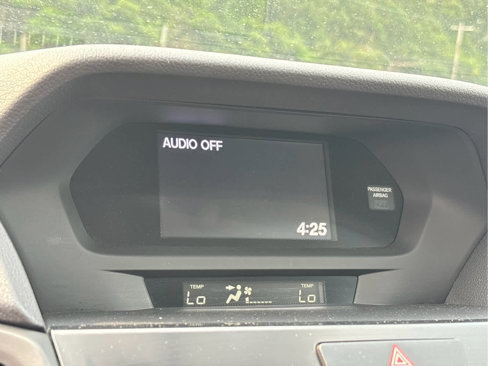 AUDIO OFF
PASSENGER
AIRBAG
4:25
TEMP
TEMP
Lo
Lo